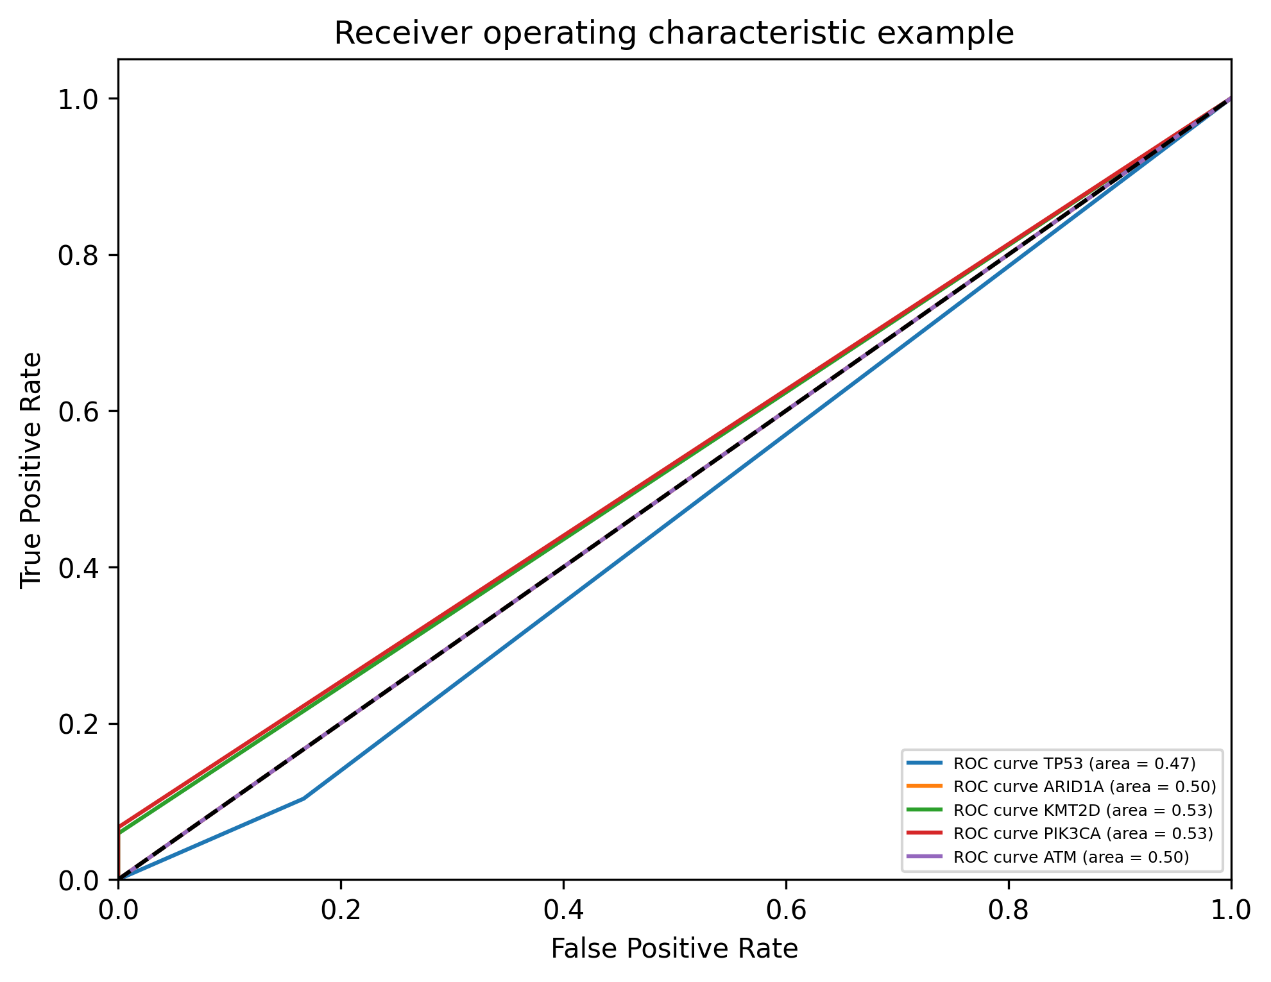 Receiver operating characteristic example
1.0
0.8
0.6
0.4
0.2
0.0
True Positive Rate
0.0 0.2 0.4 0.6 0.8 1.0
False Positive Rate
ROC curve TP53 (area = 0.47)
ROC curve ARID1A (area = 0.50)
ROC curve KMT2D (area = 0.53)
ROC curve PIK3CA (area = 0.53)
ROC curve ATM (area = 0.50)